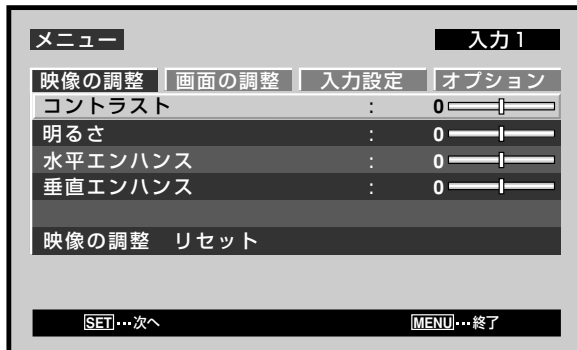 メニュー 入力1
映像の調整 画面の調整 入力設定 オプション
コントラスト : 0
明るさ : 0
水平エンハンス : 0
垂直エンハンス : 0
映像の調整 リセット
SET…次へ MENU…終了